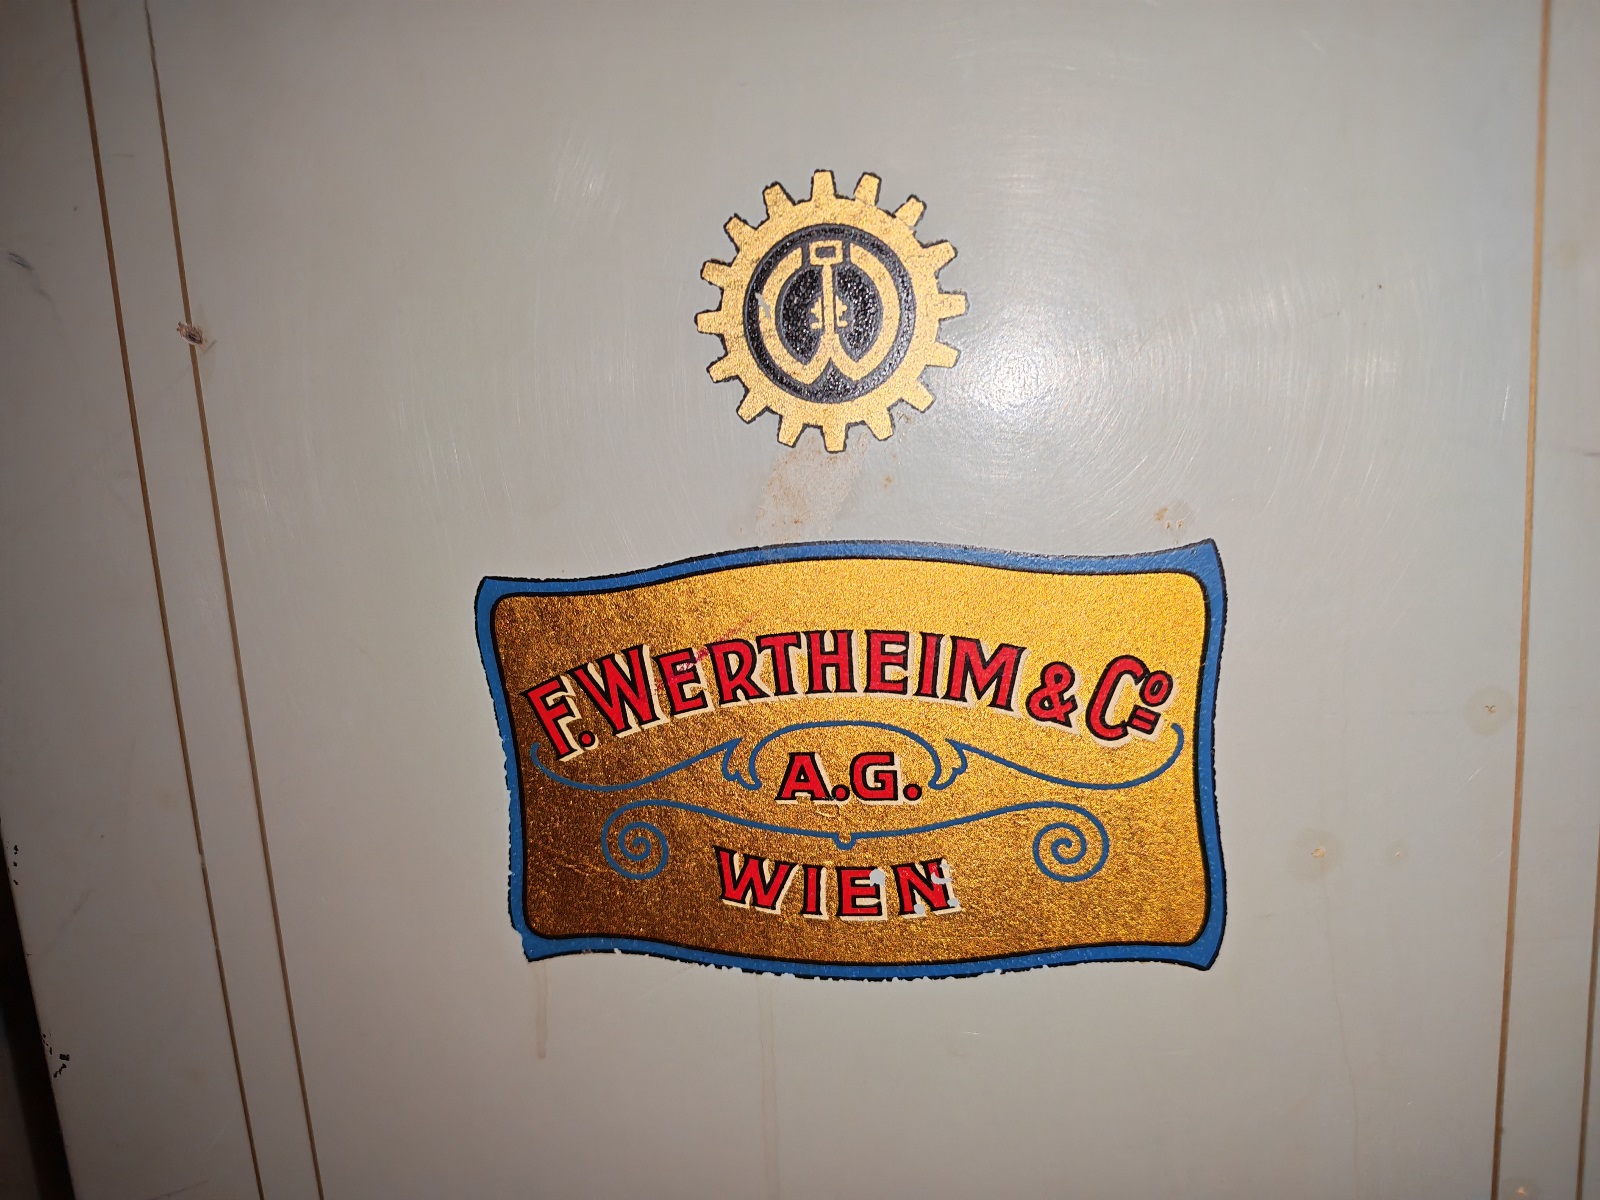 W
F. WERTHEIM & Co=
A.G.
WIEN